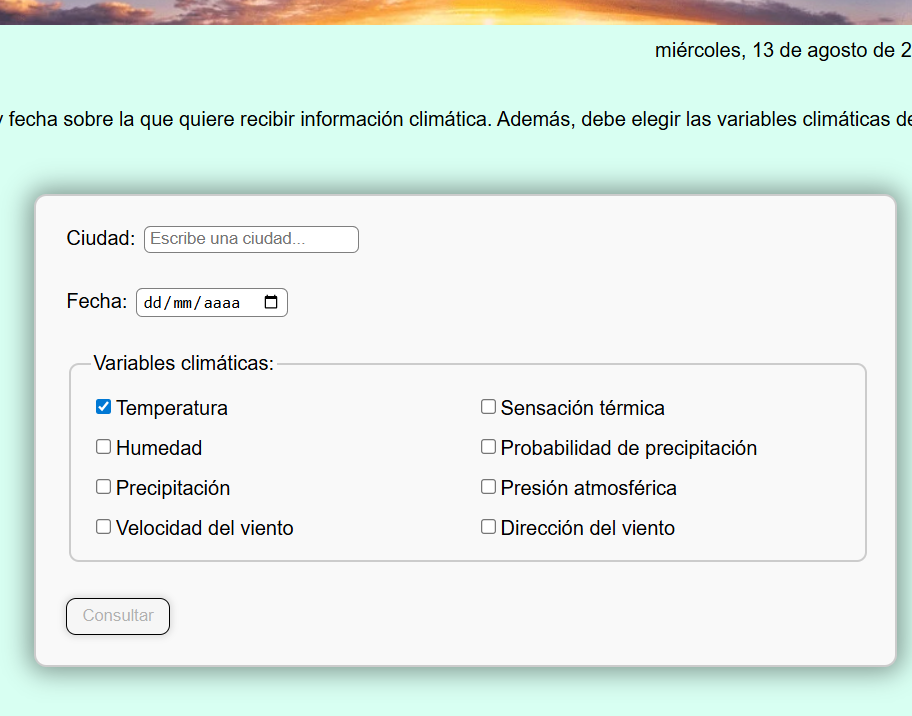 miércoles, 13 de agosto de 2
y fecha sobre la que quiere recibir información climática. Además, debe elegir las variables climáticas de
Ciudad: Escribe una ciudad...
Fecha: dd/mm/aaaa
Variables climáticas:
Temperatura
Sensación térmica
Humedad
Probabilidad de precipitación
Precipitación
Presión atmosférica
Velocidad del viento
Dirección del viento
Consultar